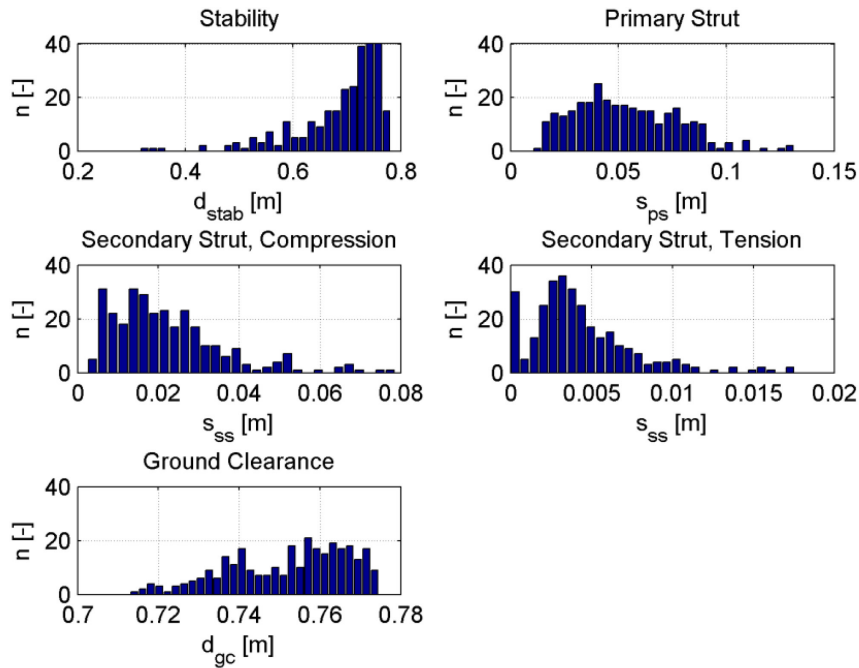 Stability
40
20
0
n [-]
0.2 0.4 0.6 0.8
d_stab [m]
Primary Strut
40
20
0
n [-]
0 0.05 0.1 0.15
s_ps [m]
Secondary Strut, Compression
40
20
0
n [-]
0 0.02 0.04 0.06 0.08
s_ss [m]
Secondary Strut, Tension
40
20
0
n [-]
0 0.005 0.01 0.015 0.02
s_ss [m]
Ground Clearance
40
20
0
n [-]
0.7 0.72 0.74 0.76 0.78
d_gc [m]